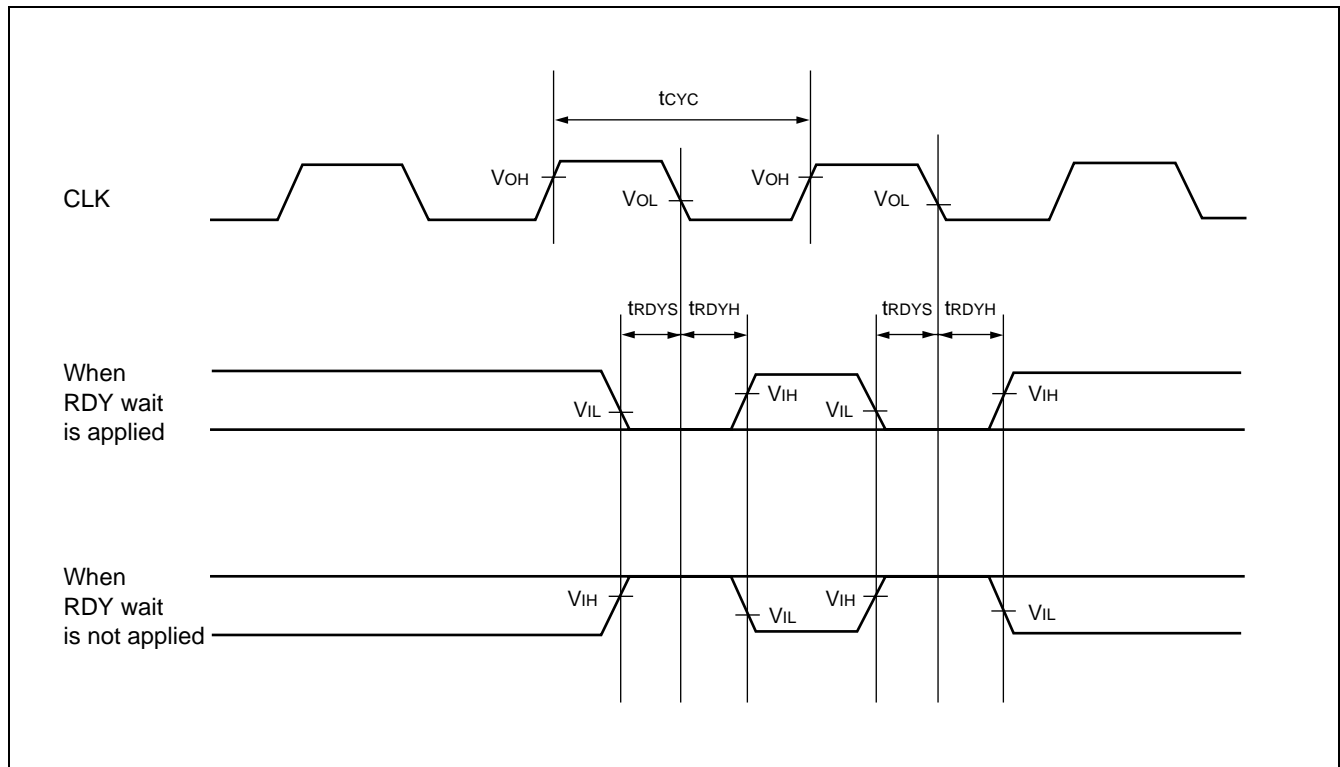 tCYC
VOH
VOL
VOH
VOL
CLK
tRDYS
tRDYH
tRDYS
tRDYH
When
RDY wait
is applied
VIL
VIH
VIL
VIH
When
RDY wait
is not applied
VIH
VIL
VIH
VIL